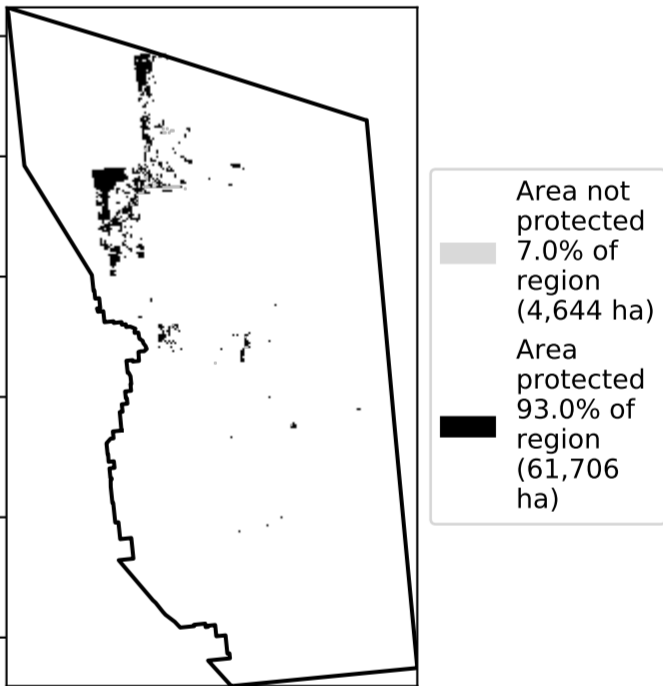 Area not
protected
7.0% of
region
(4,644 ha)
Area
protected
93.0% of
region
(61,706
ha)